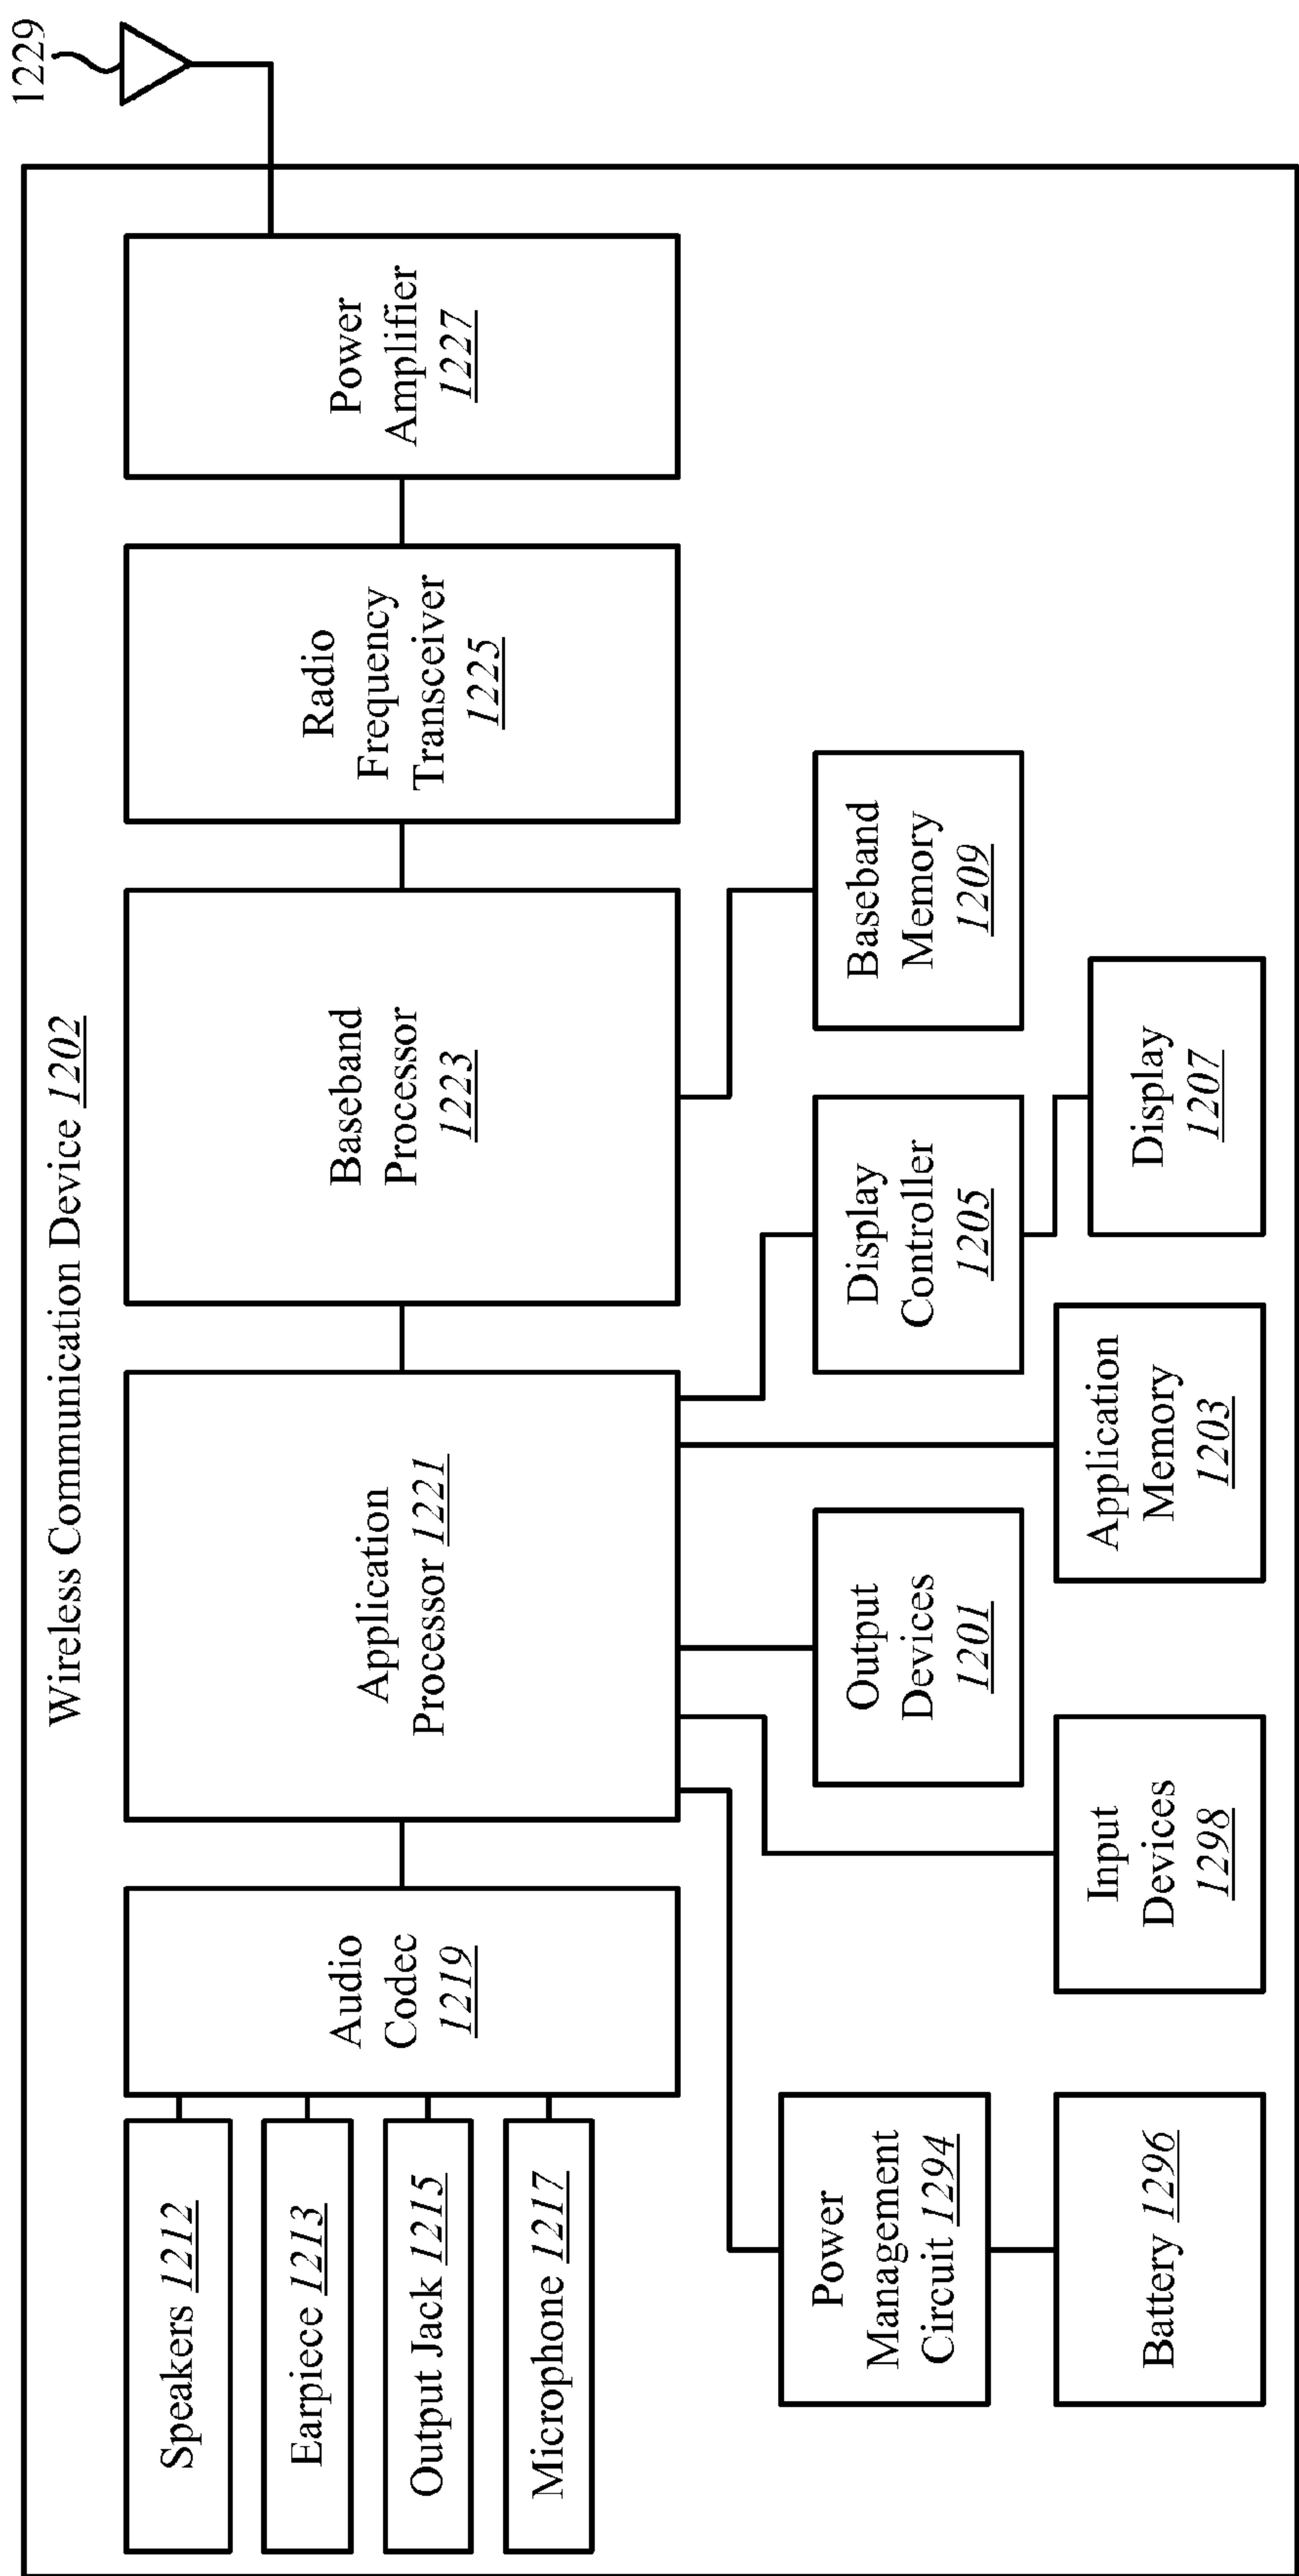 Wireless Communication Device 1202
1229
Speakers 1212
Earpiece 1213
Output Jack 1215
Microphone 1217
Audio
Codec
1219
Application
Processor 1221
Baseband
Processor
1223
Radio
Frequency
Transceiver
1225
Power
Amplifier
1227
Power
Management
Circuit 1294
Battery 1296
Input
Devices
1298
Output
Devices
1201
Application
Memory
1203
Display
Controller
1205
Display
1207
Baseband
Memory
1209